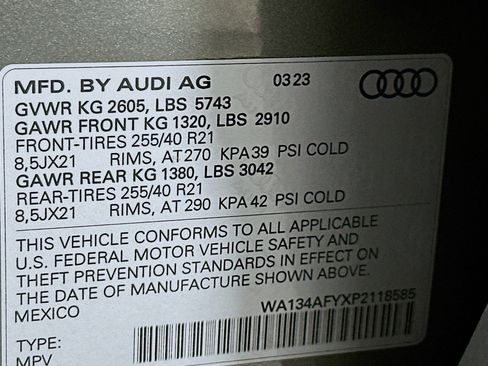 MFD. BY AUDI AG 03 23
GVWR KG 2605, LBS 5743
GAWR FRONT KG 1320, LBS 2910
FRONT-TIRES 255/40 R21
8,5JX21 RIMS, AT 270 KPA 39 PSI COLD
GAWR REAR KG 1380, LBS 3042
REAR-TIRES 255/40 R21
8,5JX21 RIMS, AT 290 KPA 42 PSI COLD
THIS VEHICLE CONFORMS TO ALL APPLICABLE
U.S. FEDERAL MOTOR VEHICLE SAFETY AND
THEFT PREVENTION STANDARDS IN EFFECT ON
THE DATE OF MANUFACTURE SHOWN ABOVE.
MEXICO WA134AFYXP2118585
TYPE:
MPV